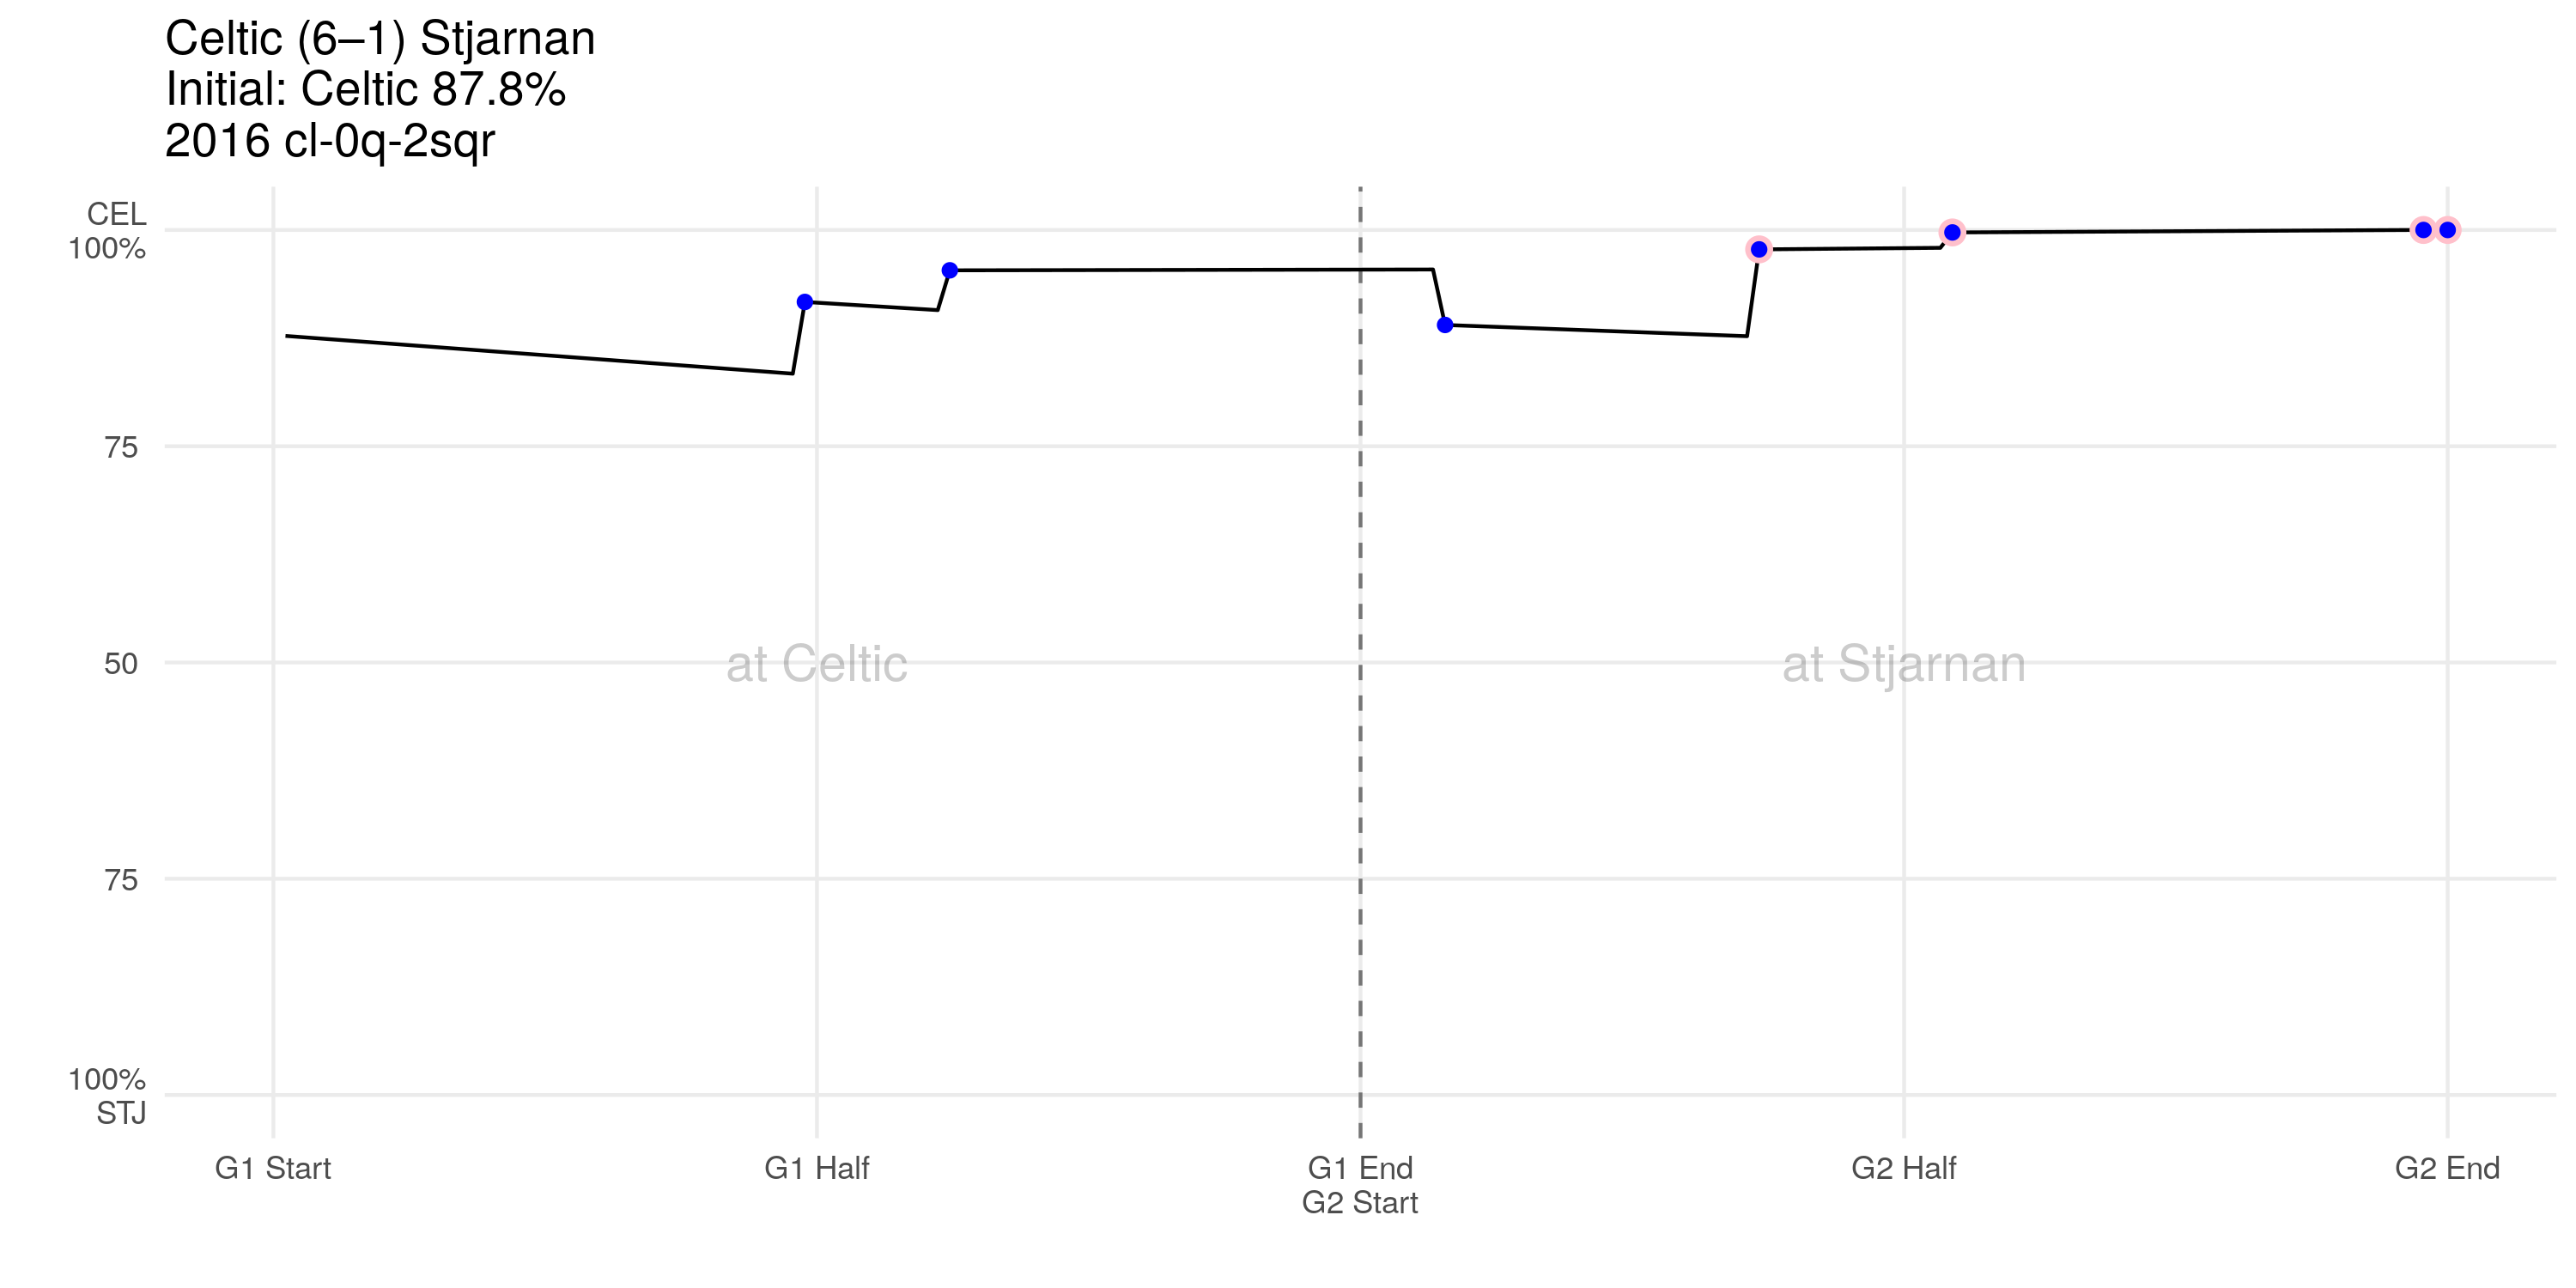 Celtic (6–1) Stjarnan
Initial: Celtic 87.8%
2016 cl-0q-2sqr
CEL
100%
75
50
75
100%
STJ
at Celtic
at Stjarnan
G1 Start
G1 Half
G1 End
G2 Start
G2 Half
G2 End